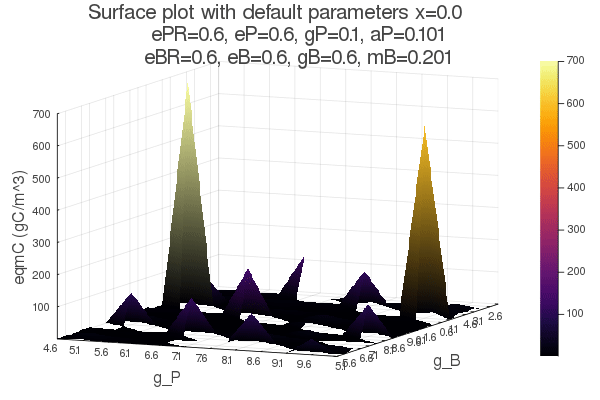 Surface plot with default parameters x=0.0
ePR=0.6, eP=0.6, gP=0.1, aP=0.101
eBR=0.6, eB=0.6, gB=0.6, mB=0.201
700
600
500
400
300
200
100
eqmC (gC/m^3)
4.6 5.1 5.6 6.1 6.6 7.1 7.6 8.1 8.6 9.1 9.6
g_P
g_B
700
600
500
400
300
200
100